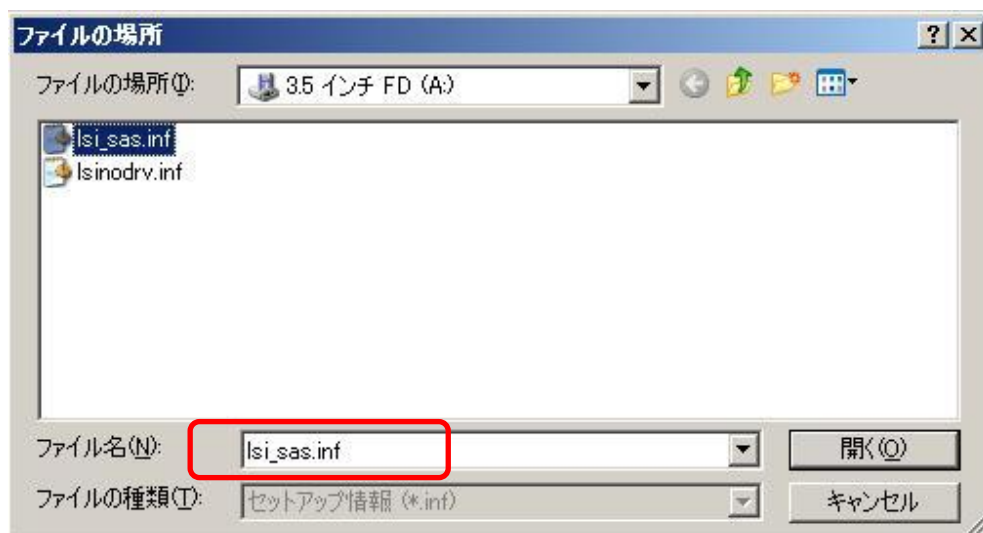 ファイルの場所
ファイルの場所(I):
3.5 インチ FD (A:)
lsi_sas.inf
lsinodrv.inf
ファイル名(N):
lsi_sas.inf
開く(O)
ファイルの種類(T):
セットアップ情報 (*.inf)
キャンセル